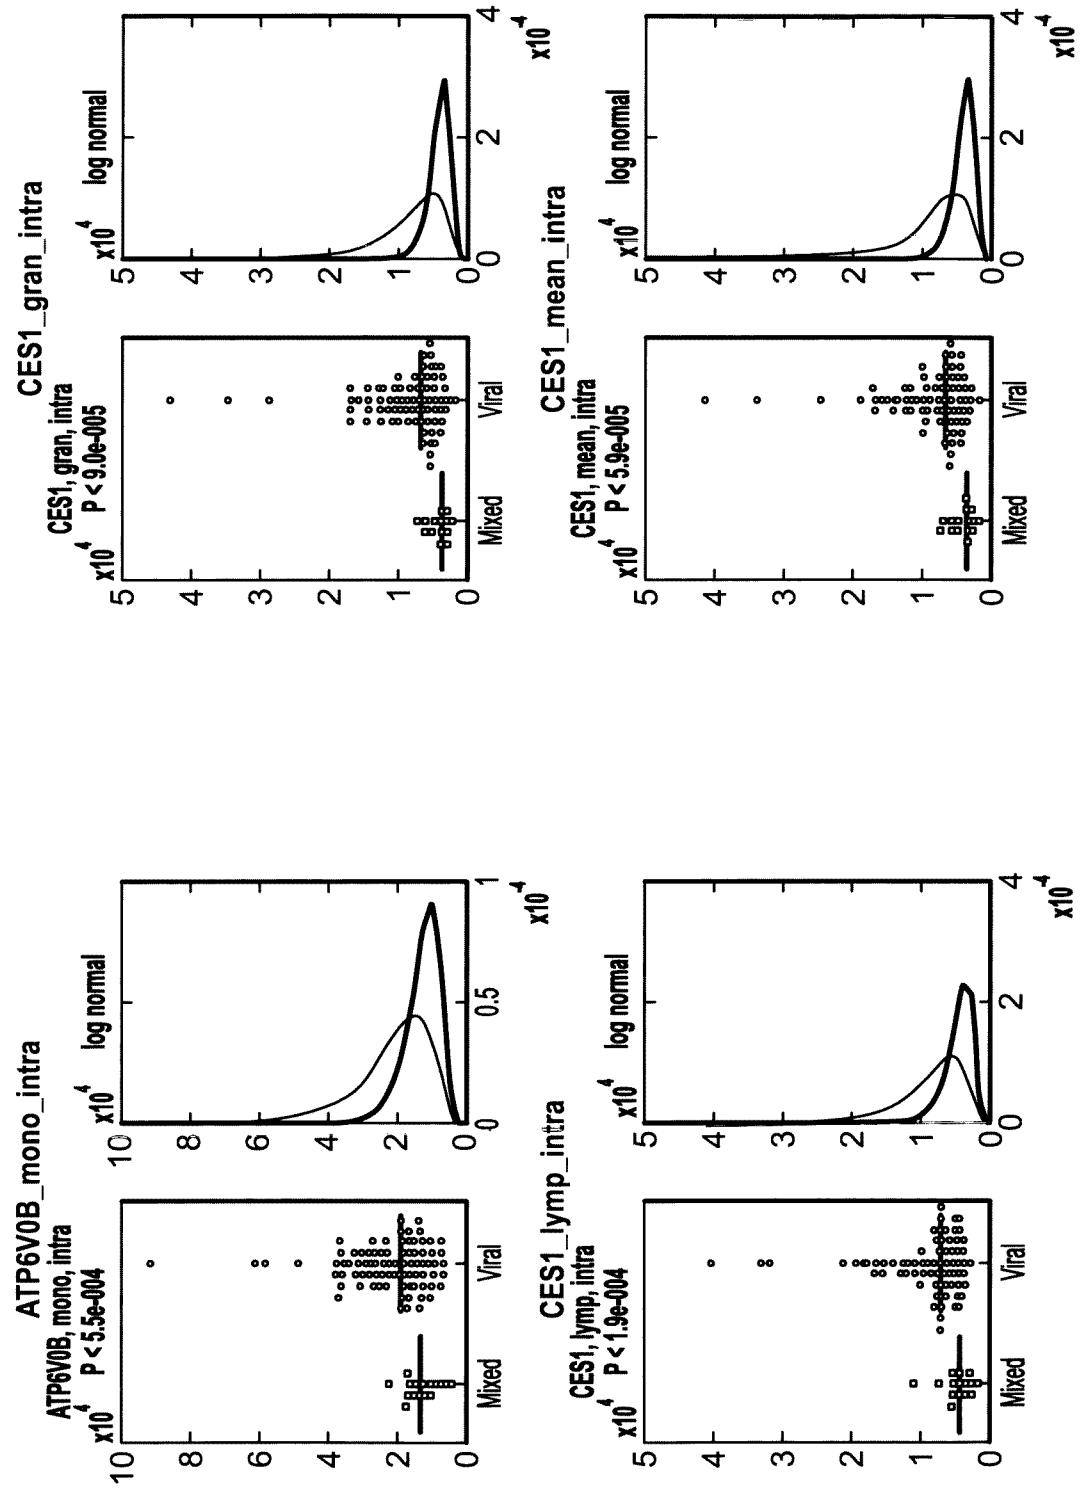 ATP6V0B_mono_intra
ATP6V0B, mono, intra
x10 4 P < 5.5e-004
10
8
6
4
2
0
Mixed Viral
x10 4 log normal
10
8
6
4
2
0
0 0.5 1
x10 -4
CES1_gran_intra
CES1, gran, intra
x10 4 P < 9.0e-005
5
4
3
2
1
0
Mixed Viral
x10 4 log normal
5
4
3
2
1
0
0 2 4
x10 -4
CES1_lymp_intra
CES1, lymp, intra
x10 4 P < 1.9e-004
5
4
3
2
1
0
Mixed Viral
x10 4 log normal
5
4
3
2
1
0
0 2 4
x10 -4
CES1_mean_intra
CES1, mean, intra
x10 4 P < 5.9e-005
5
4
3
2
1
0
Mixed Viral
x10 4 log normal
5
4
3
2
1
0
0 2 4
x10 -4